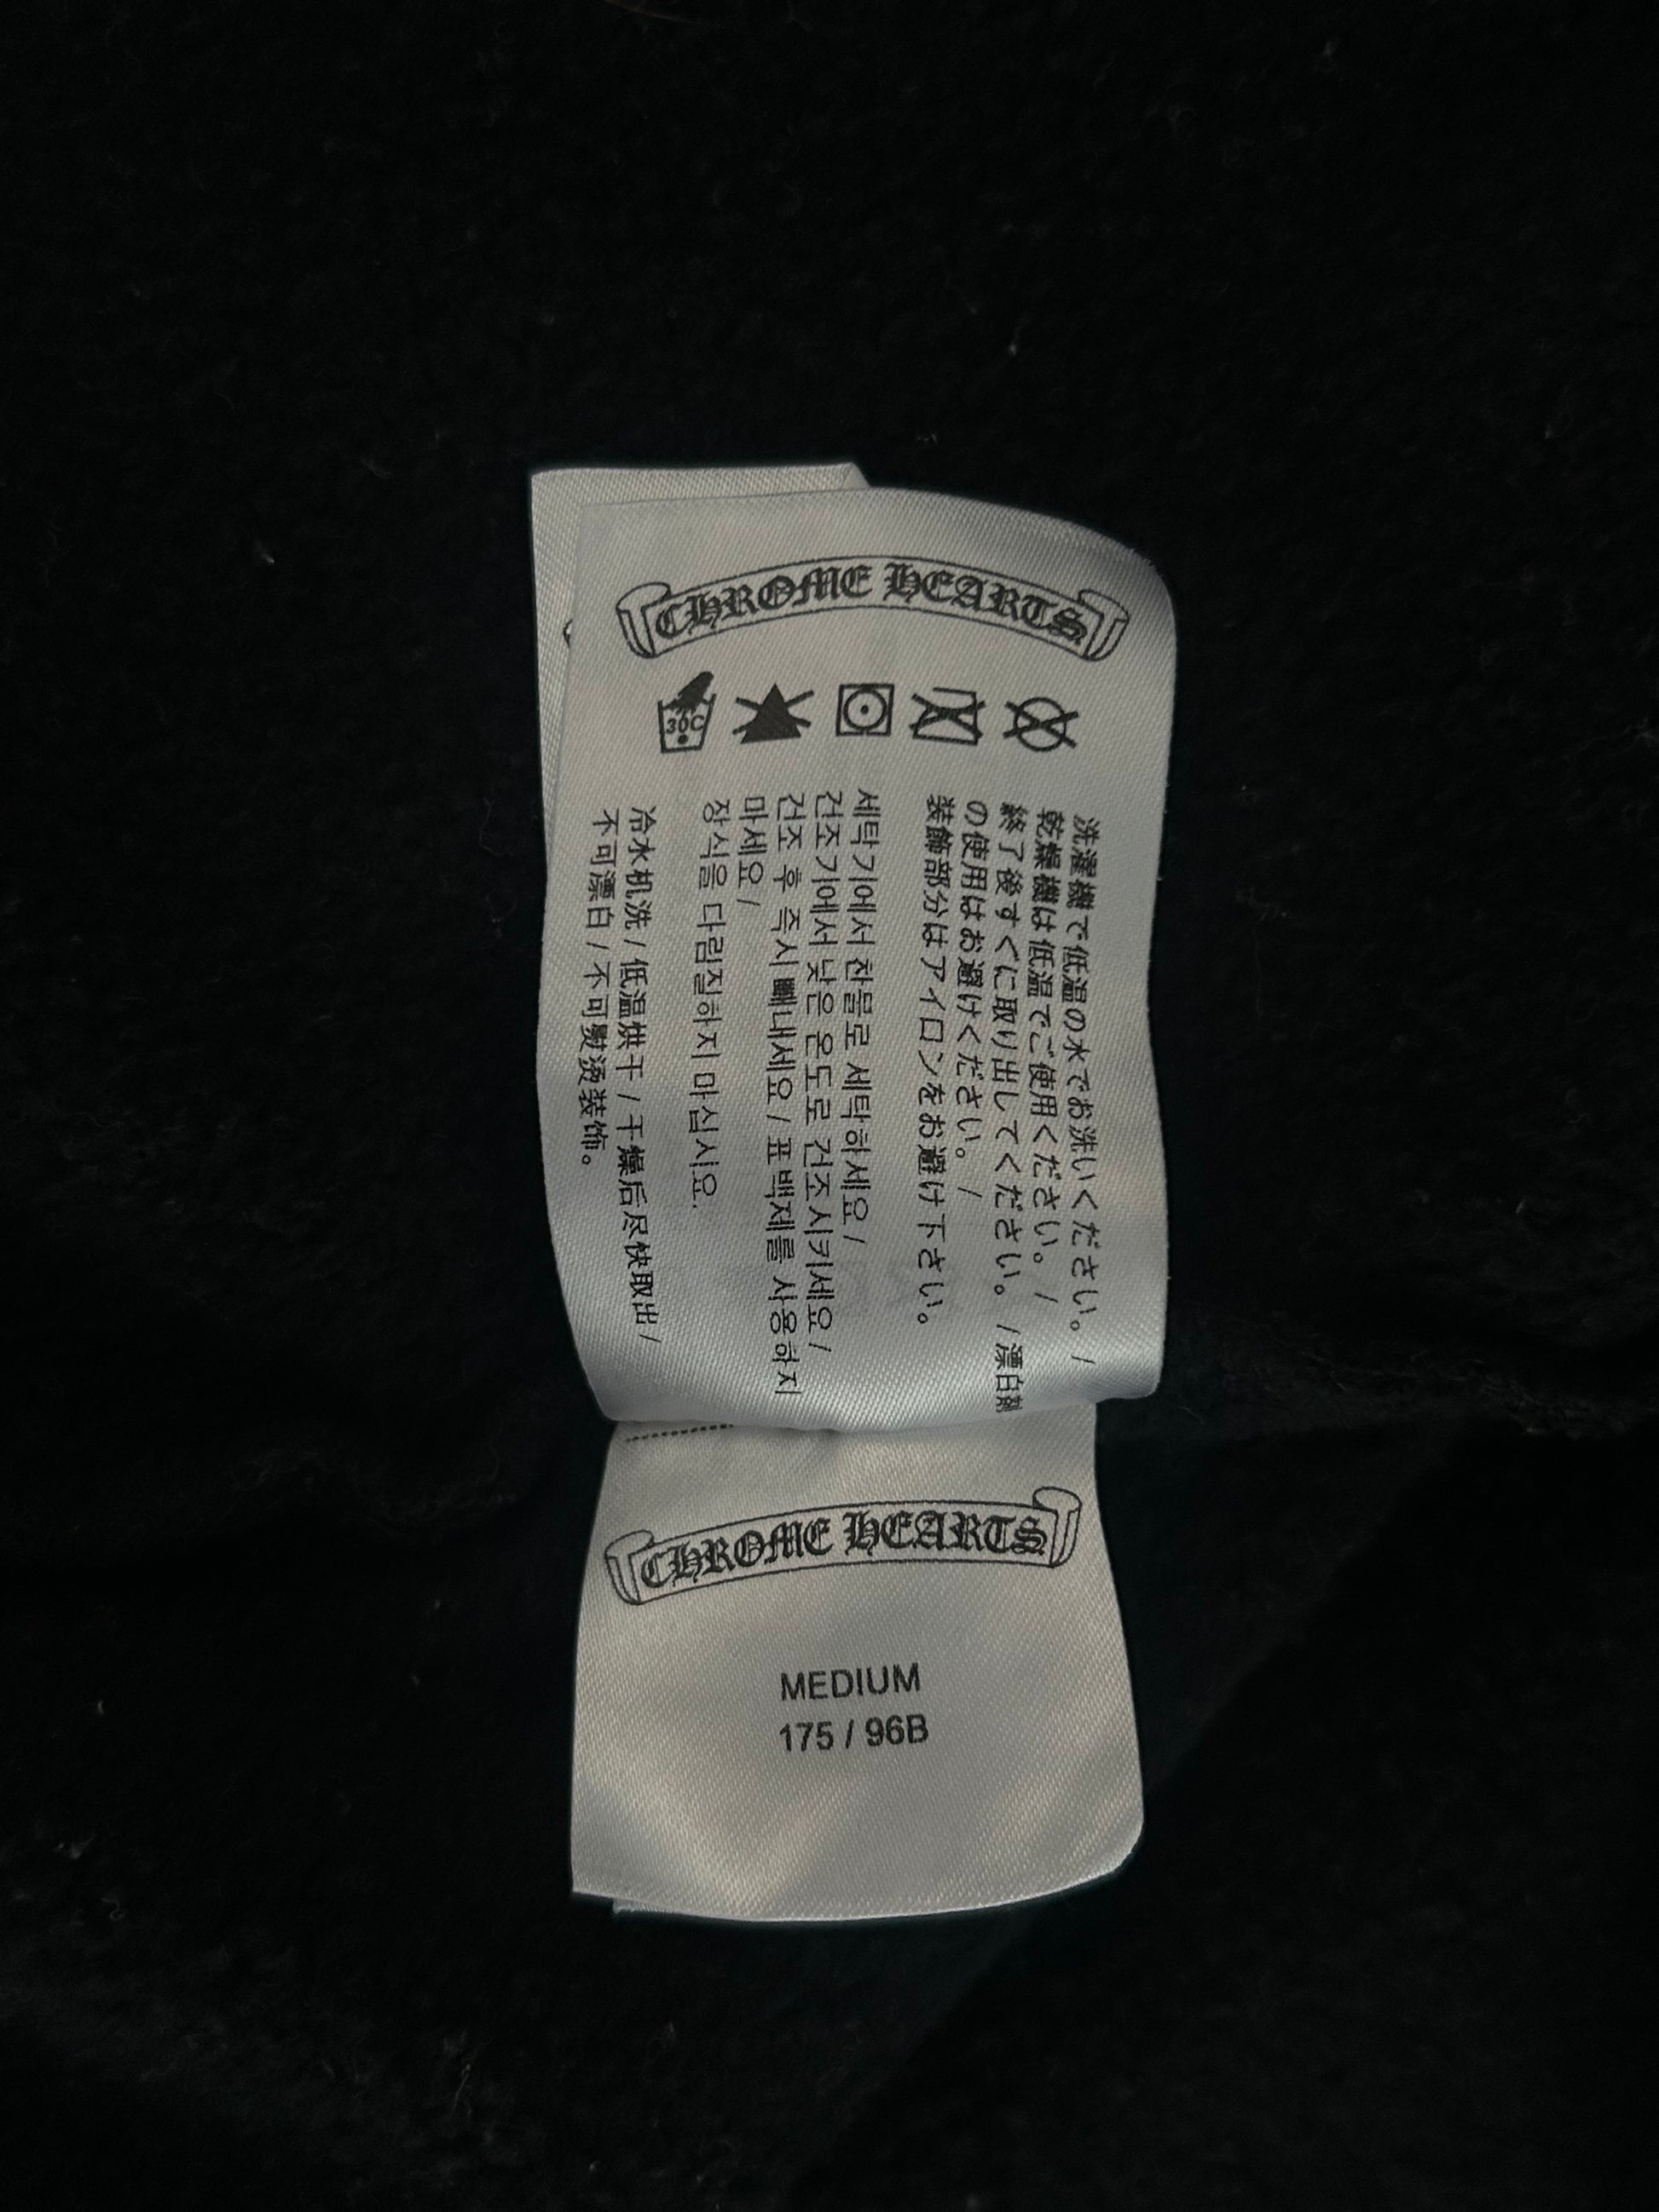 CHROME HEARTS
30C
洗濯機で低温の水でお洗いください。/
乾燥機は低温でご使用ください。/
終了後すぐに取り出してください。/漂白剤
の使用はお避けください。/
装飾部分はアイロンをお避け下さい。
세탁기에서 찬물로 세탁하세요 /
건조기에서 낮은 온도로 건조시키세요 /
건조 후 즉시 빼내세요 / 표백제를 사용하지
마세요 /
장식을 다림질하지 마십시요.
冷水机洗 / 低温烘干 / 干燥后尽快取出 /
不可漂白 / 不可熨烫装饰。
CHROME HEARTS
MEDIUM
175 / 96B